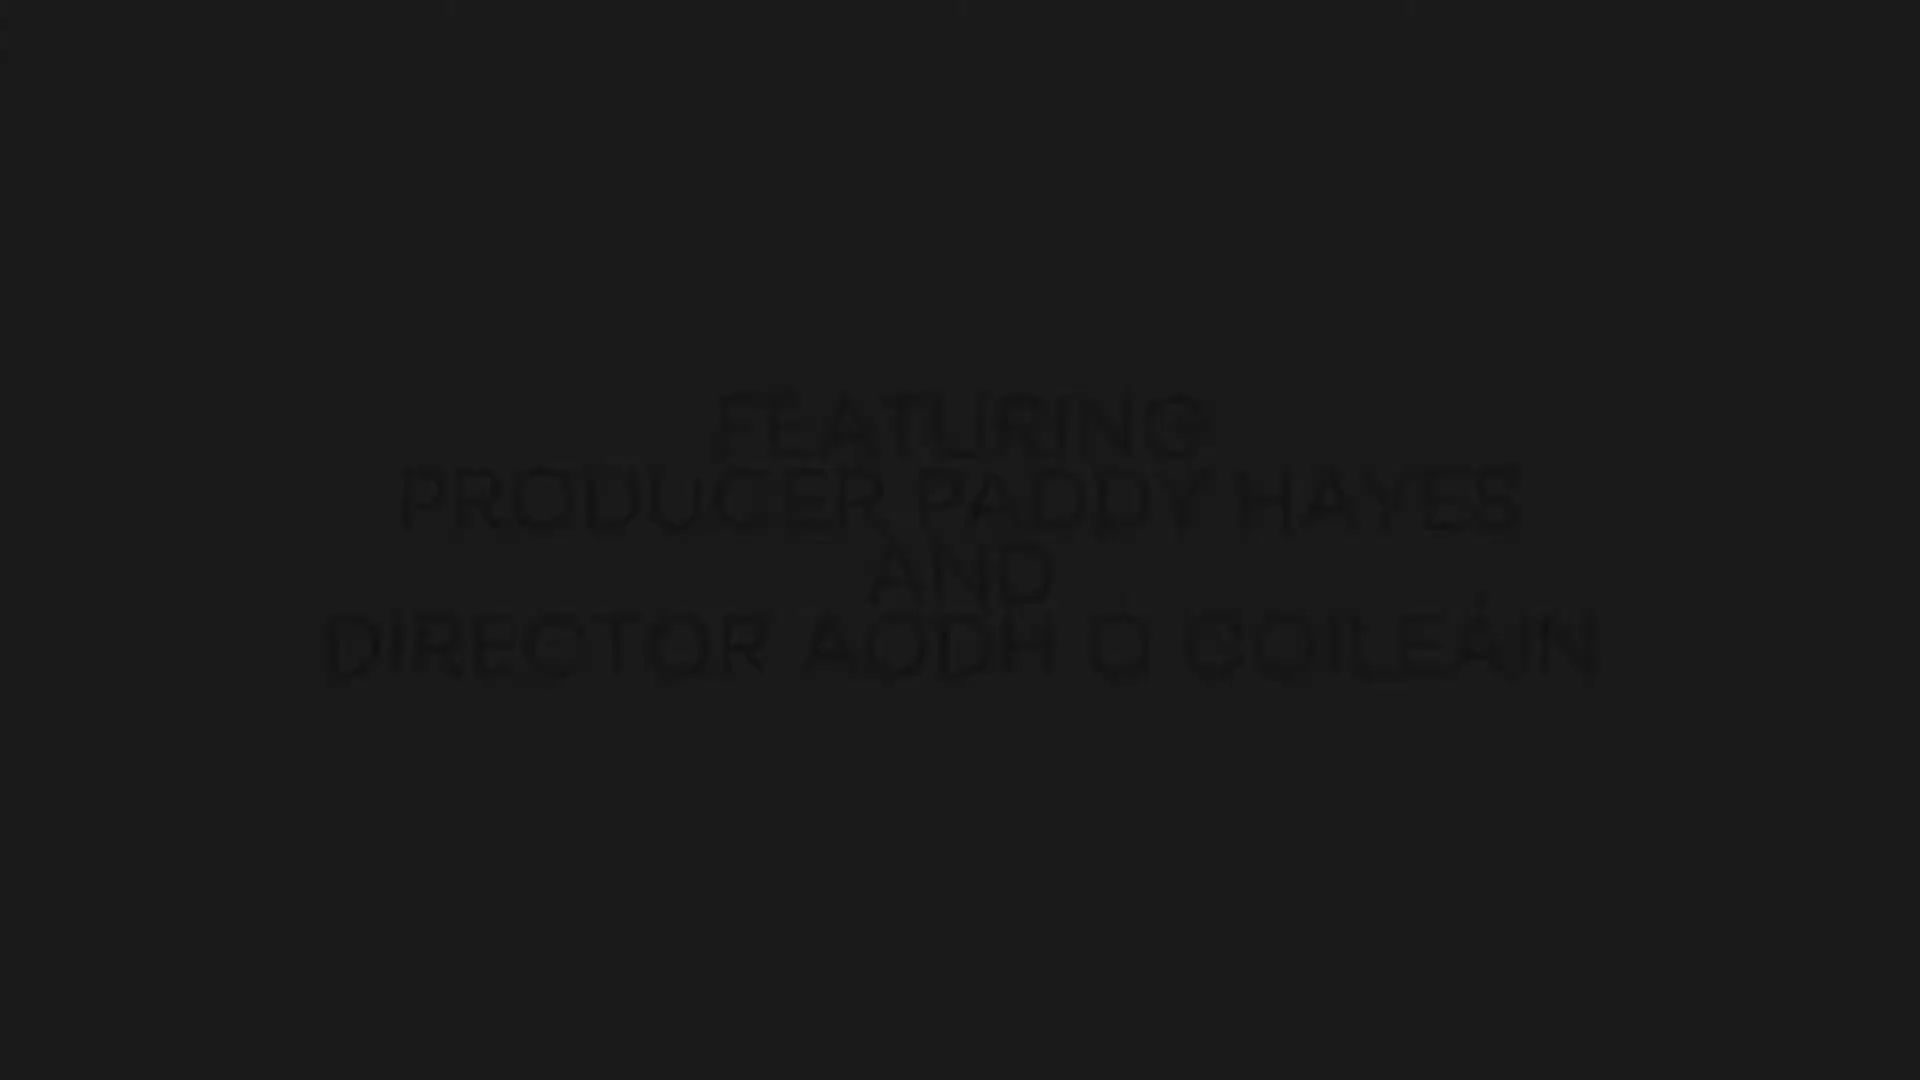 FEATURING
PRODUCER PADDY HAYES
AND
DIRECTOR AODH Ó COILEÁIN